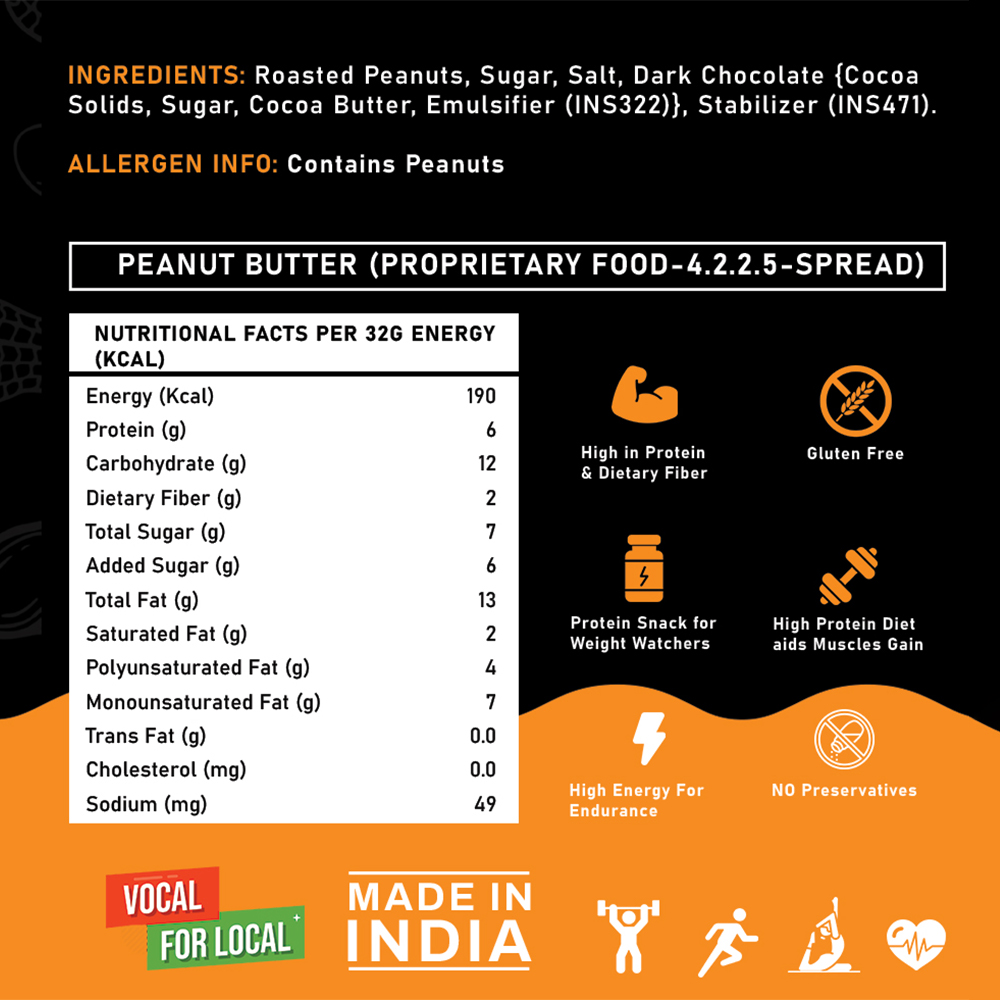 INGREDIENTS: Roasted Peanuts, Sugar, Salt, Dark Chocolate {Cocoa
Solids, Sugar, Cocoa Butter, Emulsifier (INS322)}, Stabilizer (INS471).
ALLERGEN INFO: Contains Peanuts
PEANUT BUTTER (PROPRIETARY FOOD-4.2.2.5-SPREAD)
NUTRITIONAL FACTS PER 32G ENERGY
(KCAL)
Energy (Kcal) 190
Protein (g) 6
Carbohydrate (g) 12
Dietary Fiber (g) 2
Total Sugar (g) 7
Added Sugar (g) 6
Total Fat (g) 13
Saturated Fat (g) 2
Polyunsaturated Fat (g) 4
Monounsaturated Fat (g) 7
Trans Fat (g) 0.0
Cholesterol (mg) 0.0
Sodium (mg) 49
High in Protein
& Dietary Fiber
Gluten Free
Protein Snack for
Weight Watchers
High Protein Diet
aids Muscles Gain
High Energy For
Endurance
NO Preservatives
VOCAL
FOR LOCAL
MADE IN
INDIA